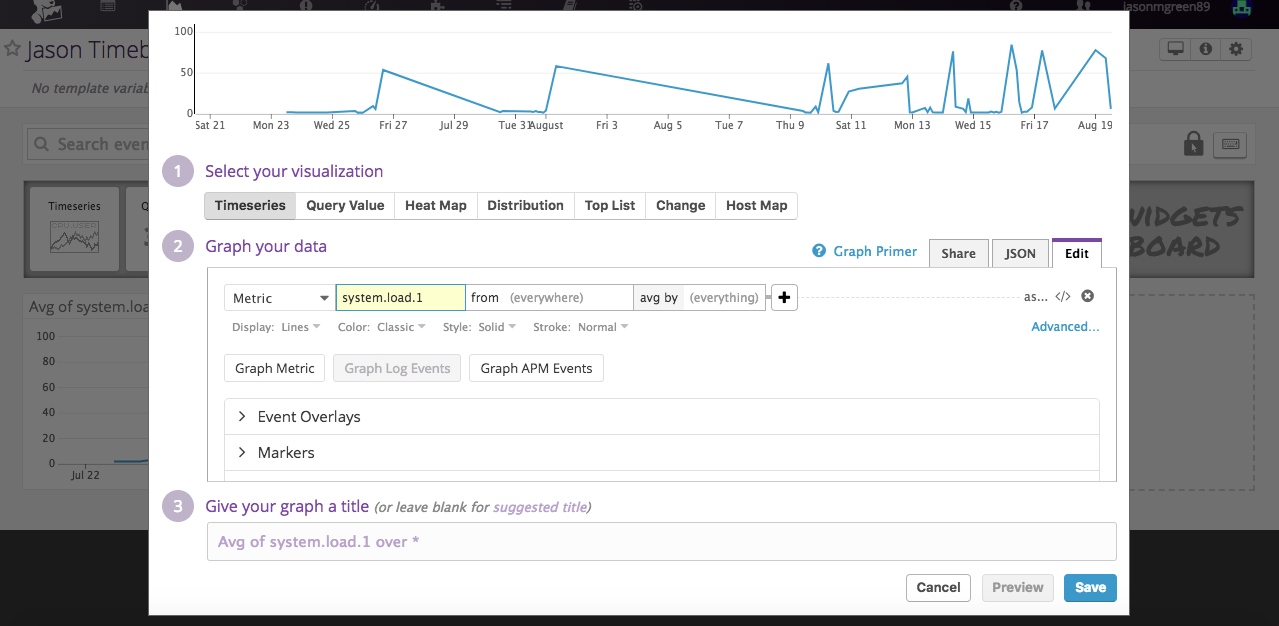 jasonmgreen89
Jason Timeb
No template variab
Search even
Timeseries
Q
CPU USER
3
WIDGETS
BOARD
Avg of system.load.
100
80
60
40
20
0
Jul 22
100
50
0
Sat 21 Mon 23 Wed 25 Fri 27 Jul 29 Tue 31 August Fri 3 Aug 5 Tue 7 Thu 9 Sat 11 Mon 13 Wed 15 Fri 17 Aug 19
1 Select your visualization
Timeseries Query Value Heat Map Distribution Top List Change Host Map
2 Graph your data
? Graph Primer Share JSON Edit
Metric system.load.1 from (everywhere) avg by (everything) + as... </>
Display: Lines Color: Classic Style: Solid Stroke: Normal Advanced...
Graph Metric Graph Log Events Graph APM Events
> Event Overlays
> Markers
3 Give your graph a title (or leave blank for suggested title)
Avg of system.load.1 over *
Cancel Preview Save